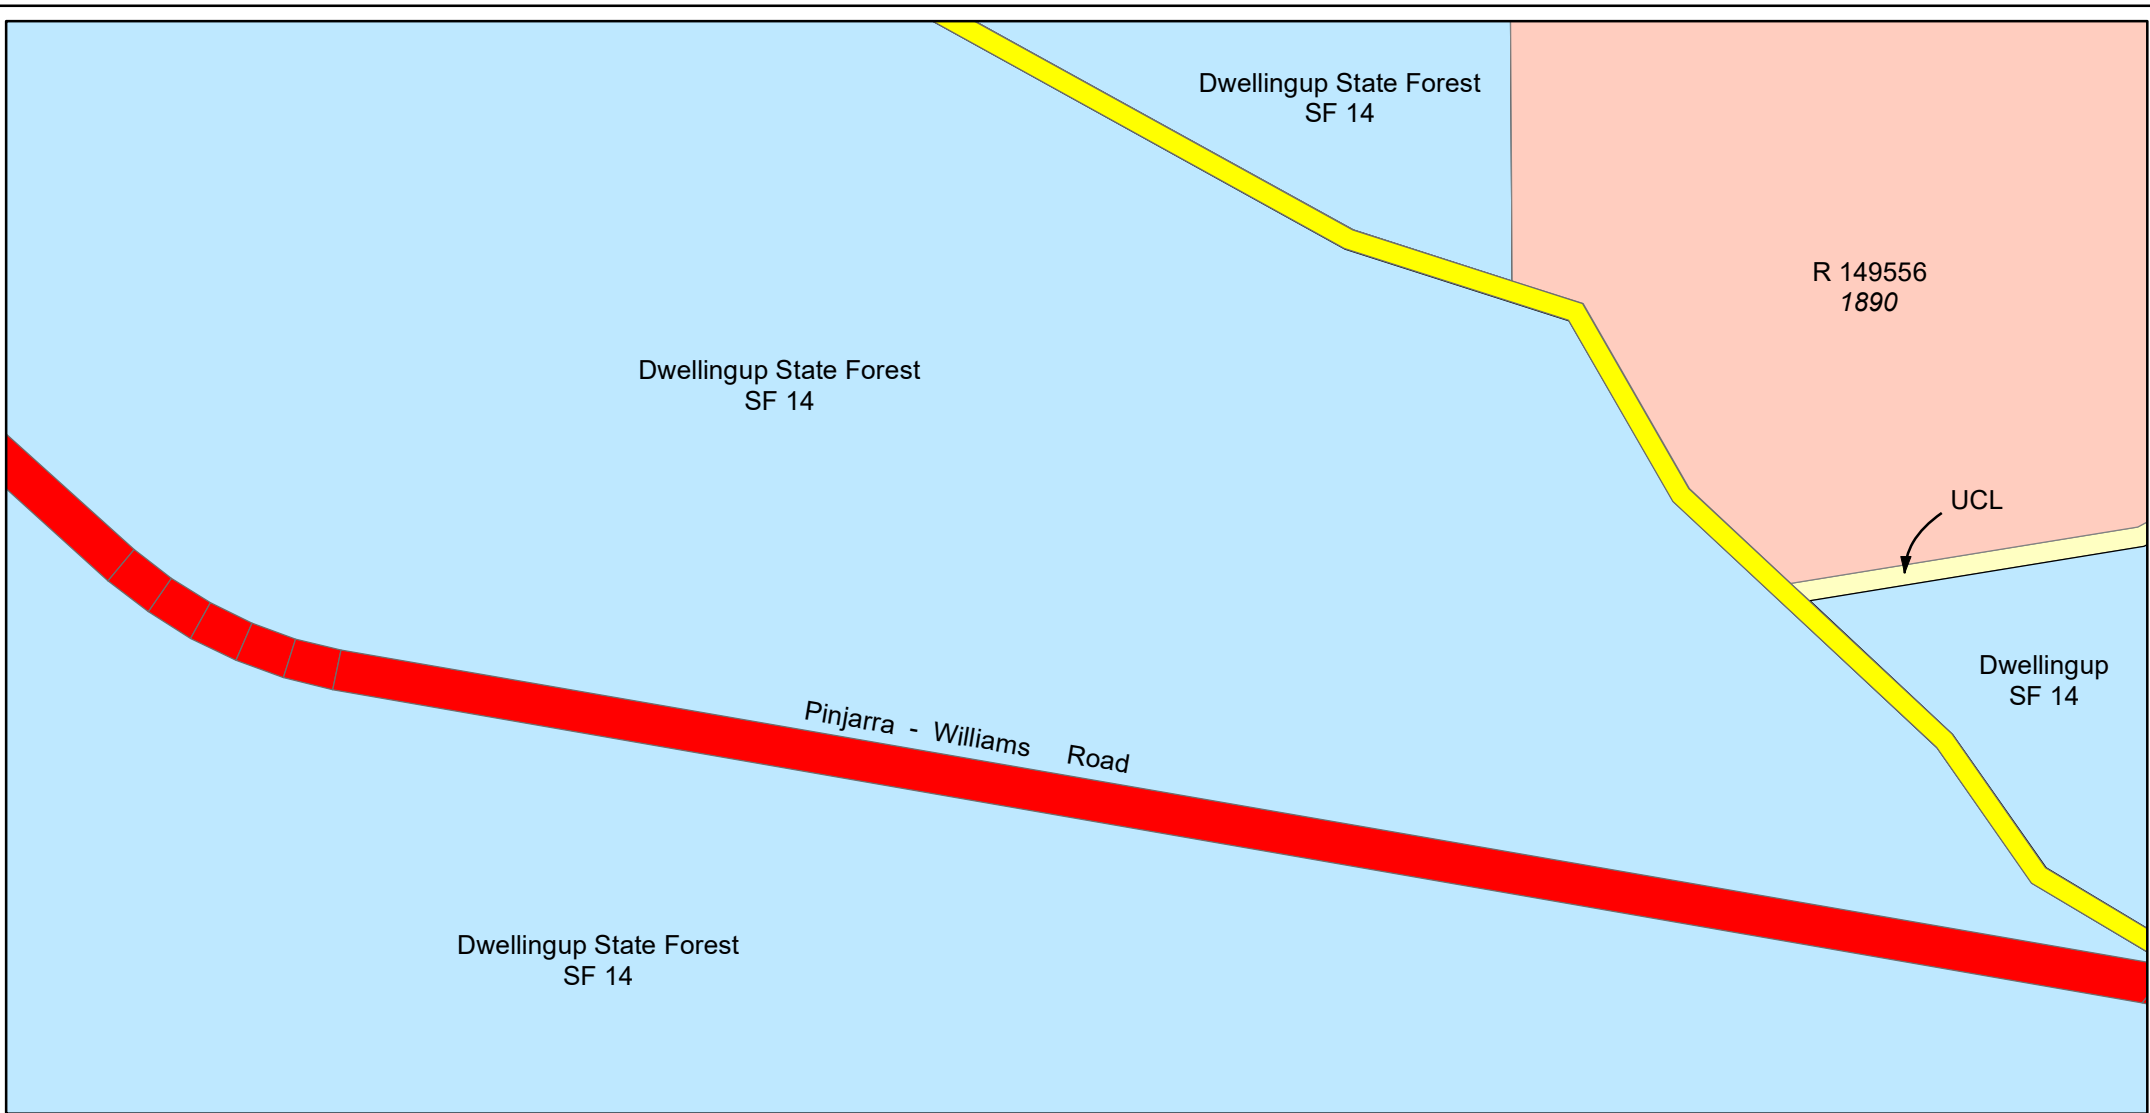 Dwellingup State Forest
SF 14
R 149556
1890
Dwellingup State Forest
SF 14
UCL
Dwellingup
SF 14
Pinjarra - Williams Road
Dwellingup State Forest
SF 14